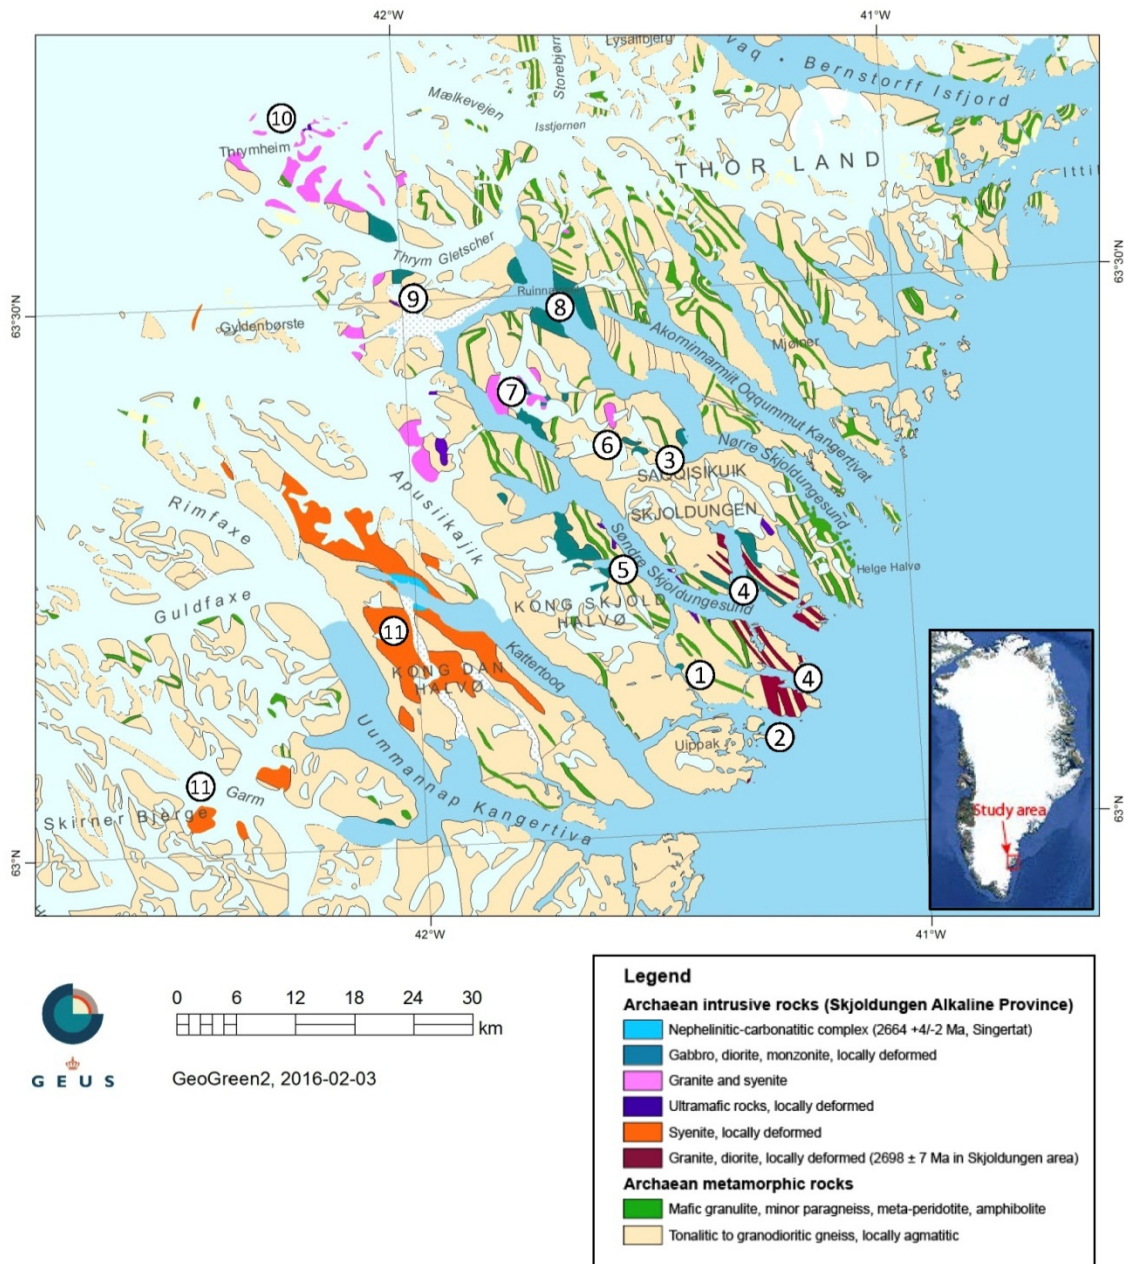 42°W
41°W
Lysalfbjerg
vaq • Bernstorff Isfjord
Storebjørn
Mælkevejen
Isstjernen
10
Thrymheim
THOR LAND
Ittil
Thrym Gletscher
63°30'N
63°30'N
9
Ruinnæsset
8
Gyldenbørste
Akorninnarmiit Oqqummut Kangertivat
Mjølner
7
6
3
Nørre Skjoldungesund
SAQQISIKUIK
SKJOLDUNGEN
Apusiikajik
Rimfaxe
Søndre Skjoldungesund
5
4
Helge Halvø
Guldfaxe
KONG SKJOLD
HALVØ
11
Kattertooq
KONG DAN
HALVØ
1
4
2
Uippak
Uummannap Kangertiva
11
Garm
Skirner Bjerge
Study area
63°N
63°N
42°W
41°W
GEUS
0 6 12 18 24 30
km
GeoGreen2, 2016-02-03
Legend
Archaean intrusive rocks (Skjoldungen Alkaline Province)
Nephelinitic-carbonatitic complex (2664 +4/-2 Ma, Singertat)
Gabbro, diorite, monzonite, locally deformed
Granite and syenite
Ultramafic rocks, locally deformed
Syenite, locally deformed
Granite, diorite, locally deformed (2698 ± 7 Ma in Skjoldungen area)
Archaean metamorphic rocks
Mafic granulite, minor paragneiss, meta-peridotite, amphibolite
Tonalitic to granodioritic gneiss, locally agmatitic